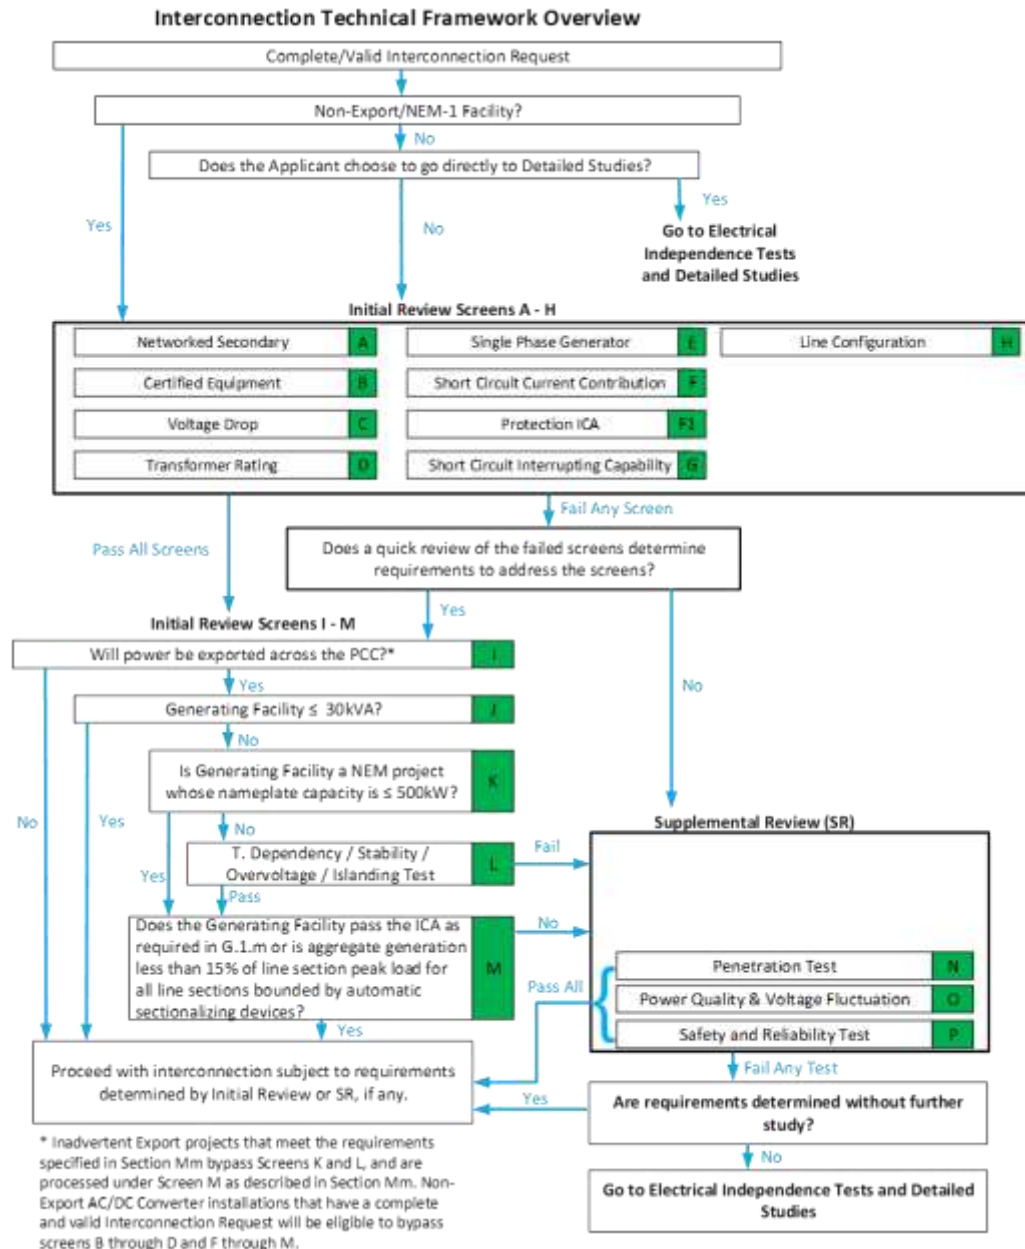 Interconnection Technical Framework Overview
Complete/Valid Interconnection Request
Non-Export/NEM-1 Facility?
No
Does the Applicant choose to go directly to Detailed Studies?
Yes
Yes
No
Go to Electrical
Independence Tests
and Detailed Studies
Initial Review Screens A - H
Networked Secondary A
Single Phase Generator E
Line Configuration H
Certified Equipment B
Short Circuit Current Contribution F
Voltage Drop C
Protection ICA F1
Transformer Rating D
Short Circuit Interrupting Capability G
Fail Any Screen
Pass All Screens
Does a quick review of the failed screens determine
requirements to address the screens?
Yes
Initial Review Screens I - M
Will power be exported across the PCC?* I
Yes
No
Generating Facility ≤ 30kVA? J
No
Is Generating Facility a NEM project
whose nameplate capacity is ≤ 500kW?
K
No
Yes
No
Supplemental Review (SR)
T. Dependency / Stability /
Overvoltage / Islanding Test
L
Fail
Yes
Pass
Does the Generating Facility pass the ICA as
required in G.1.m or is aggregate generation
less than 15% of line section peak load for
all line sections bounded by automatic
sectionalizing devices?
M
No
Penetration Test N
Pass All
Power Quality & Voltage Fluctuation O
Safety and Reliability Test P
Yes
Proceed with interconnection subject to requirements
determined by Initial Review or SR, if any.
Fail Any Test
Yes
Are requirements determined without further
study?
No
Go to Electrical Independence Tests and Detailed
Studies
* Inadvertent Export projects that meet the requirements
specified in Section Mm bypass Screens K and L, and are
processed under Screen M as described in Section Mm. Non-
Export AC/DC Converter installations that have a complete
and valid Interconnection Request will be eligible to bypass
screens B through D and F through M.